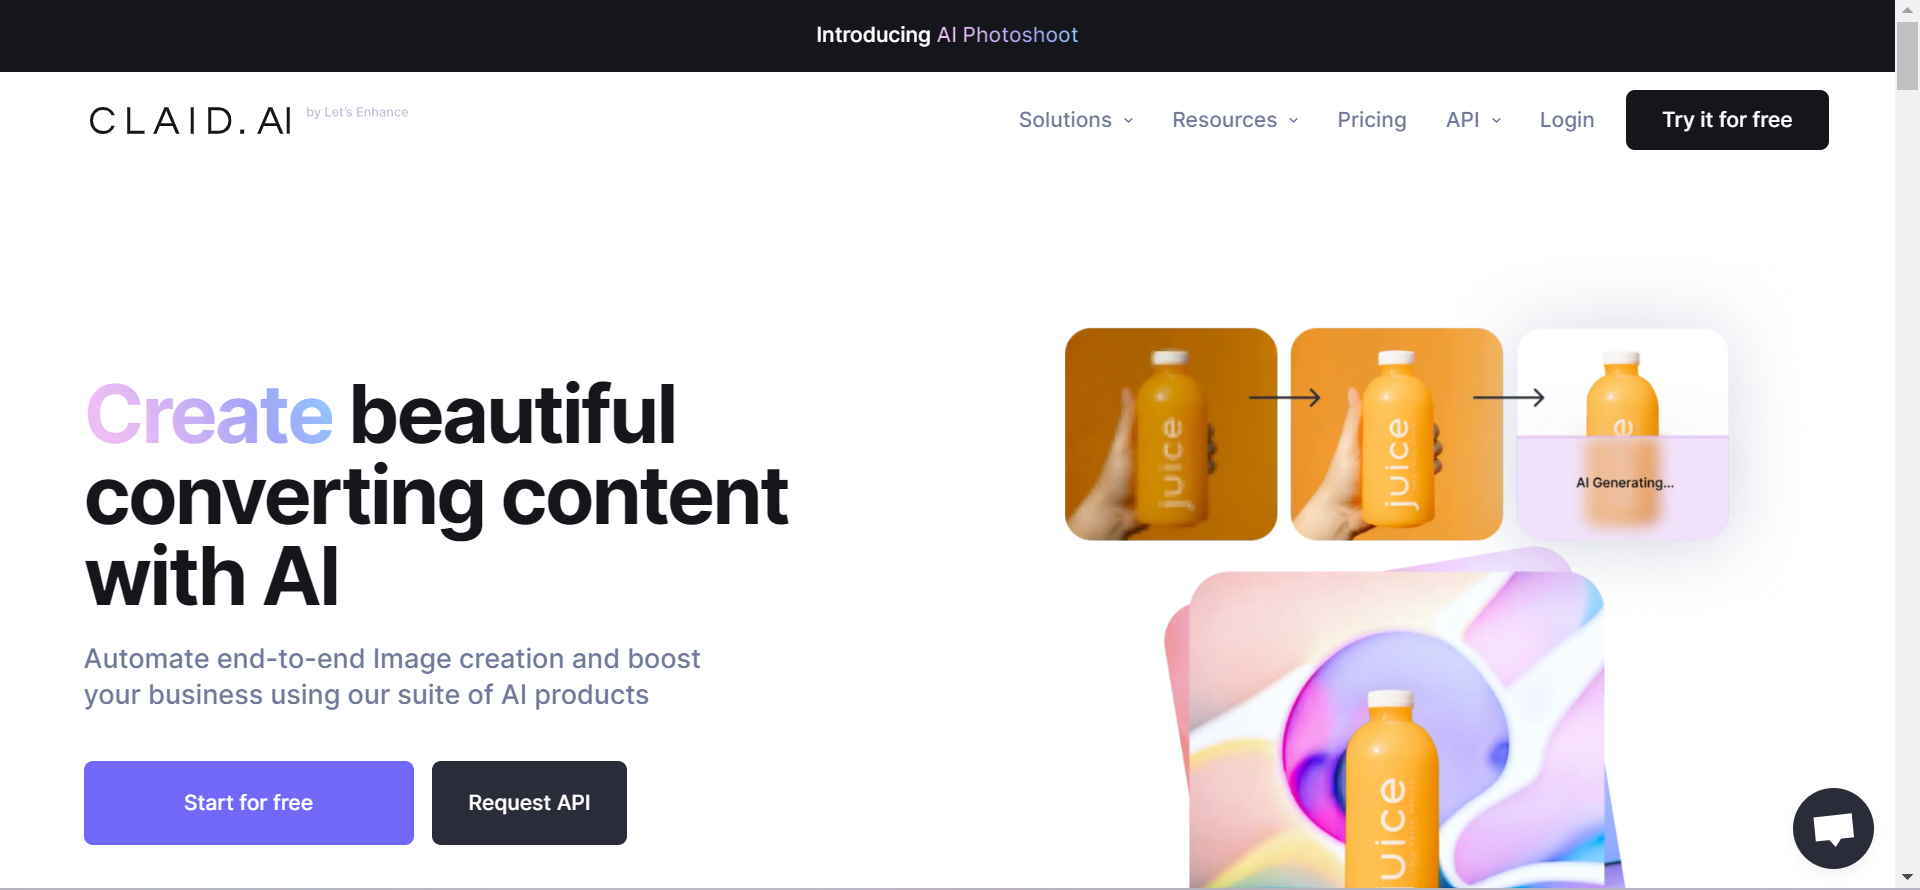 Introducing AI Photoshoot
CLAID.AI by Let's Enhance
Solutions Resources Pricing API Login Try it for free
Create beautiful
converting content
with AI
Automate end-to-end Image creation and boost
your business using our suite of AI products
Start for free Request API
juice
juice
AI Generating...
juice